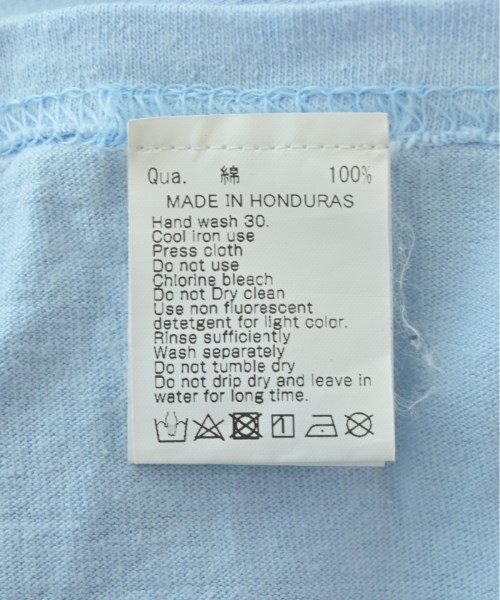 Qua. 綿 100%
MADE IN HONDURAS
Hand wash 30.
Cool iron use
Press cloth
Do not use
Chlorine bleach
Do not Dry clean
Use non fluorescent
detetgent for light color.
Rinse sufficiently
Wash separately
Do not tumble dry
Do not drip dry and leave in
water for long time.